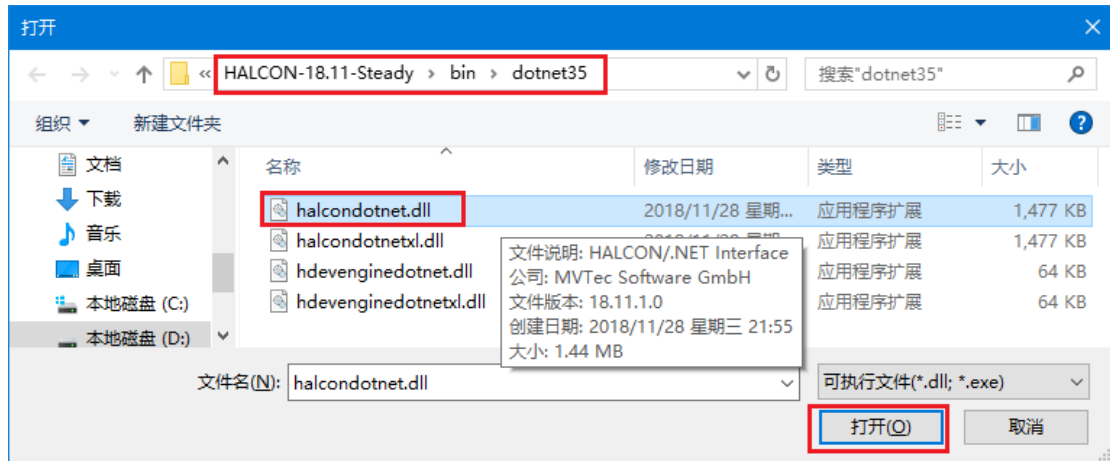 打开
« HALCON-18.11-Steady › bin › dotnet35
搜索"dotnet35"
组织 新建文件夹
名称 修改日期 类型 大小
文档
下载
音乐
桌面
本地磁盘 (C:)
本地磁盘 (D:)
halcondotnet.dll 2018/11/28 星期... 应用程序扩展 1,477 KB
halcondotnetxl.dll 应用程序扩展 1,477 KB
hdevenginedotnet.dll 应用程序扩展 64 KB
hdevenginedotnetxl.dll 应用程序扩展 64 KB
文件说明: HALCON/.NET Interface
公司: MVTec Software GmbH
文件版本: 18.11.1.0
创建日期: 2018/11/28 星期三 21:55
大小: 1.44 MB
文件名(N): halcondotnet.dll 可执行文件(*.dll; *.exe)
打开(O) 取消